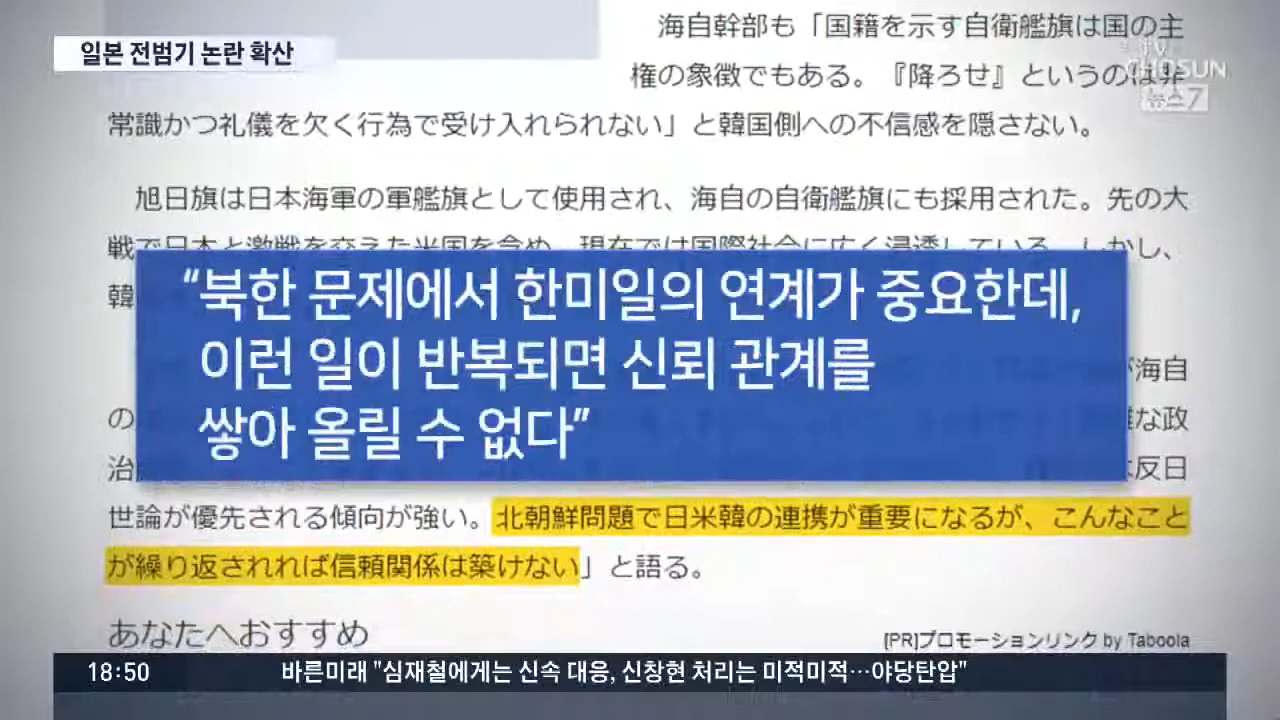 일본 전범기 논란 확산
TV CHOSUN
뉴스7
海自幹部も「国籍を示す自衛艦旗は国の主
権の象徴でもある。『降ろせ』というのは非
常識かつ礼儀を欠く行為で受け入れられない」と韓国側への不信感を隠さない。
旭日旗は日本海軍の軍艦旗として使用され、海自の自衛艦旗にも採用された。先の大
戦で日本と激戦を交えた米国を含め、現在では国際社会に広く浸透している。しかし、
韓
“북한 문제에서 한미일의 연계가 중요한데,
이런 일이 반복되면 신뢰 관계를
쌓아 올릴 수 없다”
海自
の
な政
治
反日
世論が優先される傾向が強い。北朝鮮問題で日米韓の連携が重要になるが、こんなこと
が繰り返されれば信頼関係は築けない」と語る。
あなたへおすすめ
[PR]プロモーションリンク by Taboola
18:50
바른미래 "심재철에게는 신속 대응, 신창현 처리는 미적미적…야당탄압"